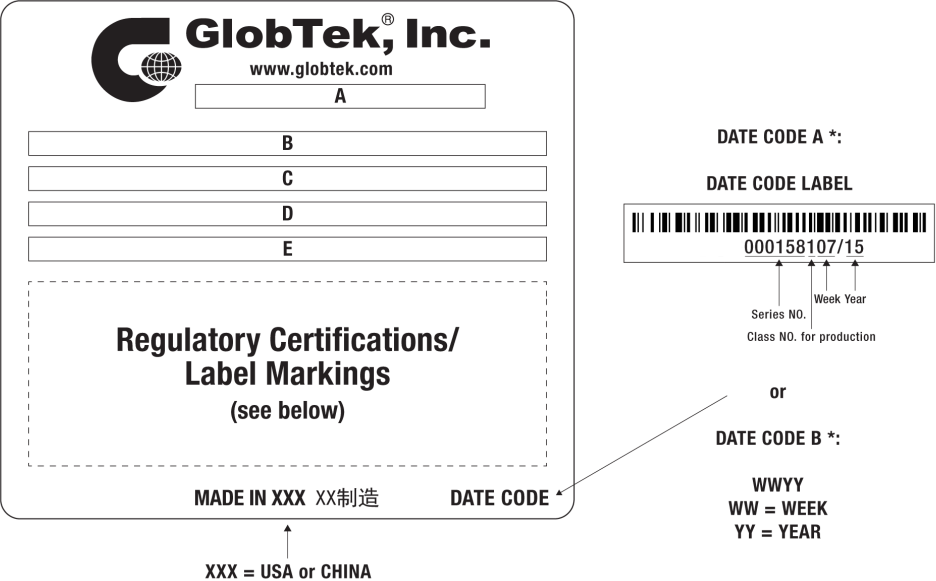 GlobTek,® Inc.
www.globtek.com
A
B
C
D
E
Regulatory Certifications/
Label Markings
(see below)
MADE IN XXX XX制造
DATE CODE
XXX = USA or CHINA
DATE CODE A *:
DATE CODE LABEL
000158107/15
Week Year
Series NO.
Class NO. for production
or
DATE CODE B *:
WWYY
WW = WEEK
YY = YEAR